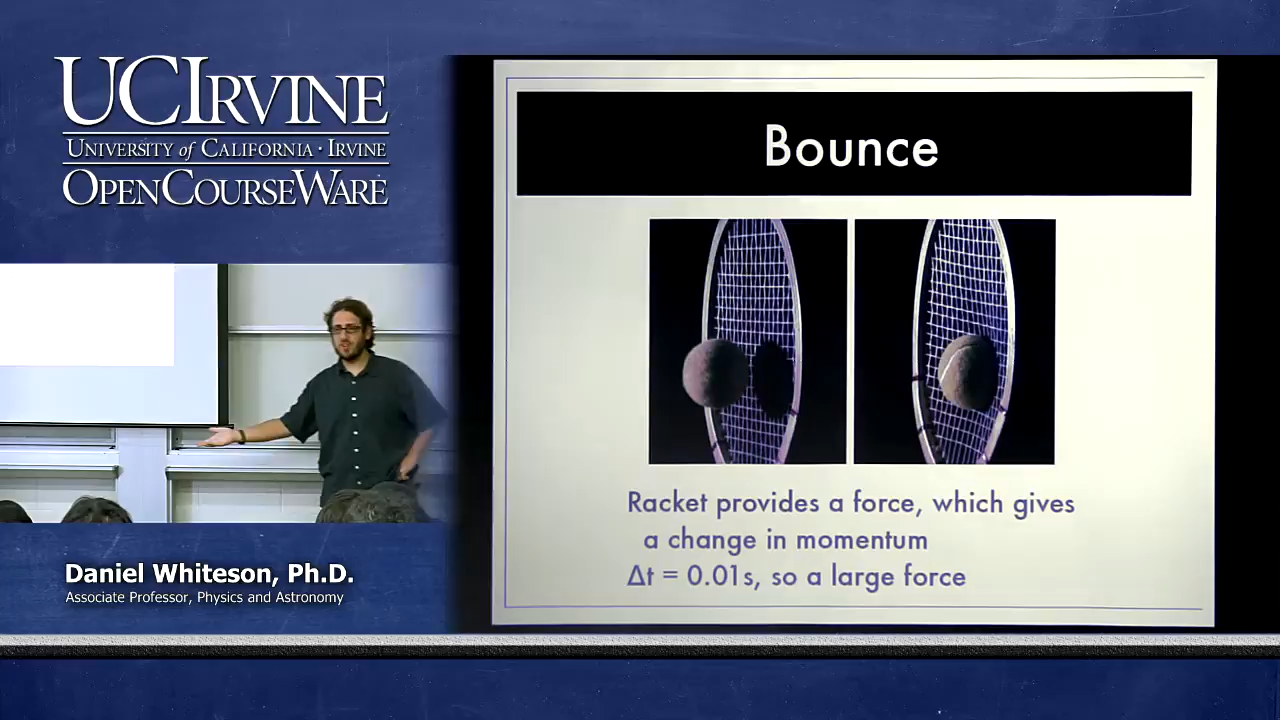 UCIRVINE
UNIVERSITY of CALIFORNIA · IRVINE
OPENCOURSEWARE
Bounce
Racket provides a force, which gives
a change in momentum
Δt = 0.01s, so a large force
Daniel Whiteson, Ph.D.
Associate Professor, Physics and Astronomy